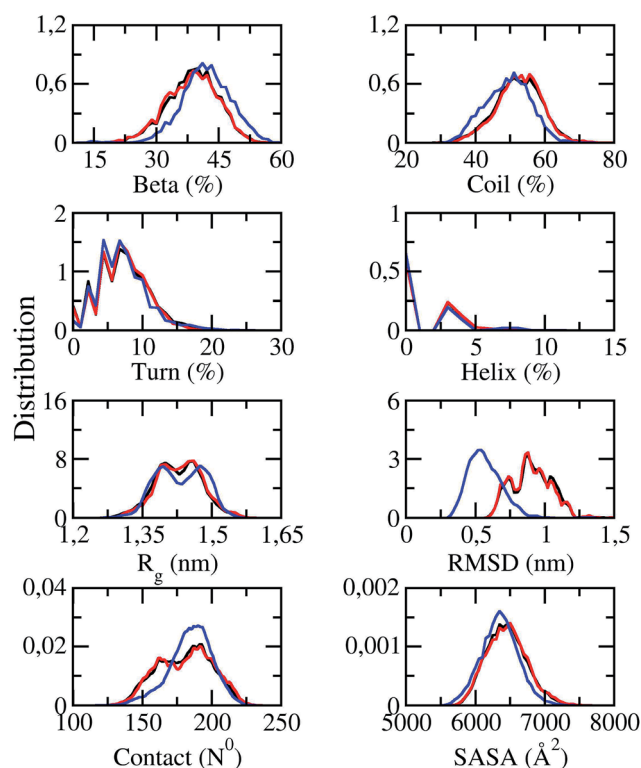 1,2
0.6
0
15 30 45 60
Beta (%)
1.2
0.6
0
20 40 60 80
Coil (%)
2
1
0
0 10 20 30
Turn (%)
1
0,5
0
0 5 10 15
Helix (%)
Distribution
16
8
0
1,2 1,35 1,5 1,65
R_g (nm)
6
3
0
0 0,5 1 1,5
RMSD (nm)
0,04
0,02
0
100 150 200 250
Contact (N⁰)
0,002
0,001
0
5000 6000 7000 8000
SASA (Å²)